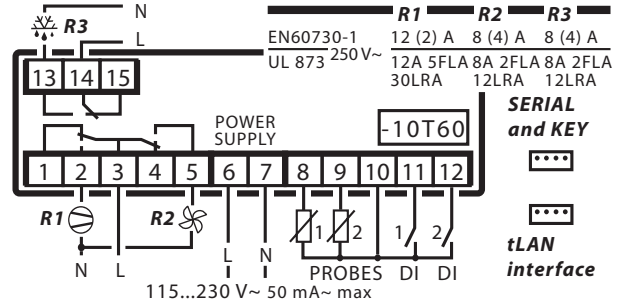 N
R1 R2 R3
R3
L
EN60730-1 12 (2) A 8 (4) A 8 (4) A
UL 873 250 V~ 12A 5FLA 8A 2FLA 8A 2FLA
30LRA 12LRA 12LRA
13 14 15
SERIAL
and KEY
POWER
SUPPLY
-10T60
1 2 3 4 5 6 7 8 9 10 11 12
R1 R2 1 2 1 2
N L L N
PROBES DI DI
tLAN
interface
115...230 V~ 50 mA~ max